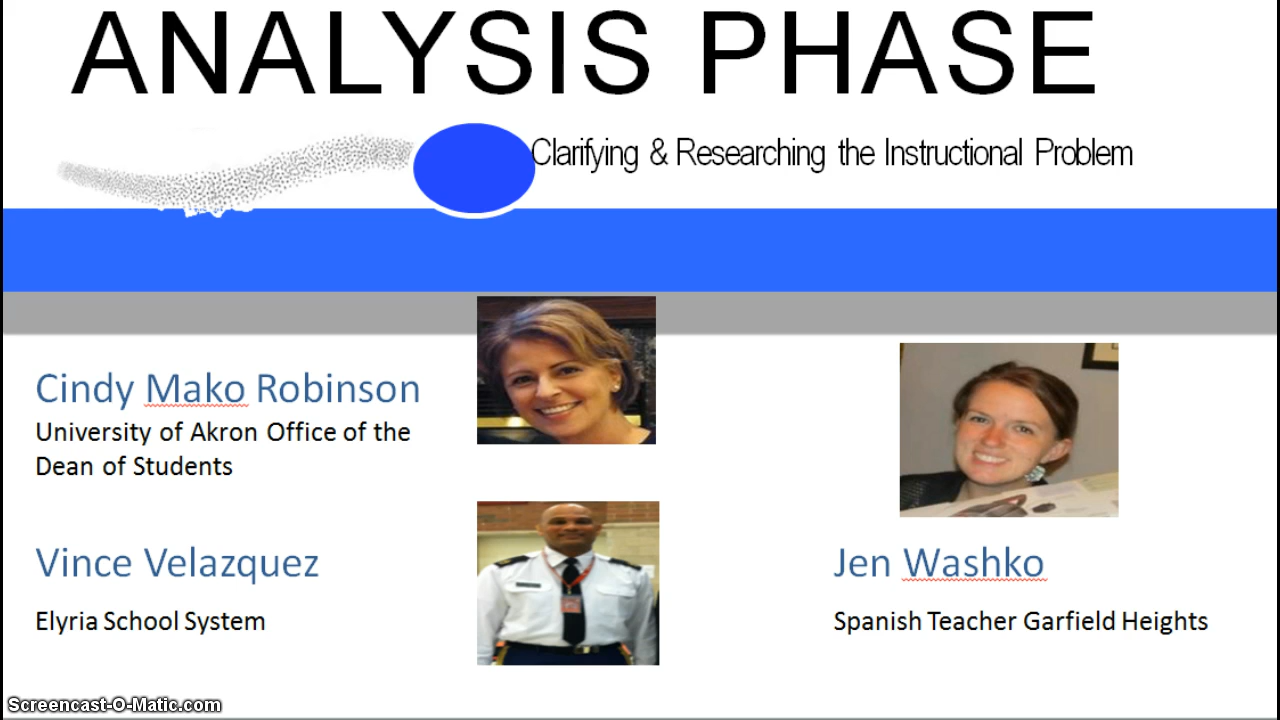 ANALYSIS PHASE
Clarifying & Researching the Instructional Problem
Cindy Mako Robinson
University of Akron Office of the
Dean of Students
Vince Velazquez
Elyria School System
Jen Washko
Spanish Teacher Garfield Heights
Screencast-O-Matic.com